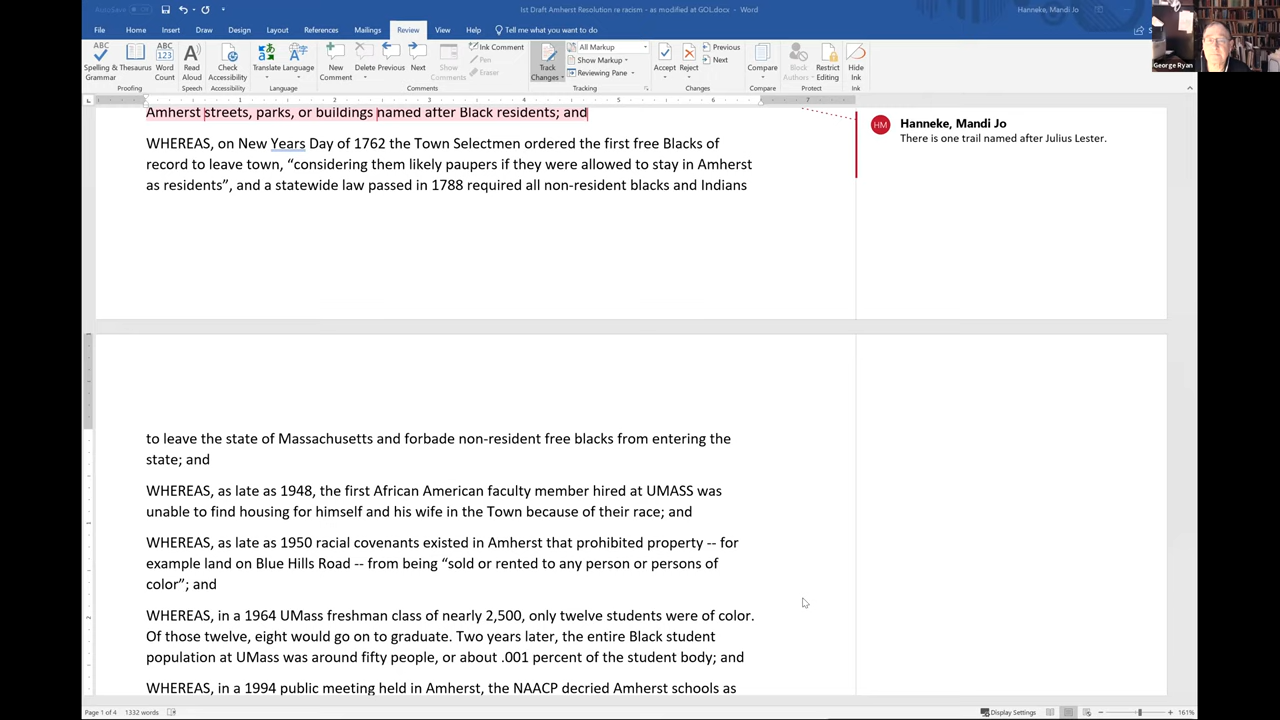 AutoSave Off
Ist Draft Amherst Resolution re racism - as modified at GOL.docx - Word
Hanneke, Mandi Jo
File Home Insert Draw Design Layout References Mailings Review View Help Tell me what you want to do
George Ryan
Spelling & Grammar
Thesaurus
Word Count
Read Aloud
Check Accessibility
Translate
Language
New Comment
Delete
Previous
Next
Show Comments
Ink Comment
Pen
Eraser
Track Changes
All Markup
Show Markup
Reviewing Pane
Accept
Reject
Previous
Next
Compare
Block Authors
Restrict Editing
Hide Ink
Proofing Speech Accessibility Language Comments Tracking Changes Compare Protect Ink
1 2 3 4 5 6 7
Amherst streets, parks, or buildings named after Black residents; and
Hanneke, Mandi Jo
HM
There is one trail named after Julius Lester.
WHEREAS, on New Years Day of 1762 the Town Selectmen ordered the first free Blacks of
record to leave town, “considering them likely paupers if they were allowed to stay in Amherst
as residents”, and a statewide law passed in 1788 required all non-resident blacks and Indians
to leave the state of Massachusetts and forbade non-resident free blacks from entering the
state; and
WHEREAS, as late as 1948, the first African American faculty member hired at UMASS was
unable to find housing for himself and his wife in the Town because of their race; and
WHEREAS, as late as 1950 racial covenants existed in Amherst that prohibited property -- for
example land on Blue Hills Road -- from being “sold or rented to any person or persons of
color”; and
WHEREAS, in a 1964 UMass freshman class of nearly 2,500, only twelve students were of color.
Of those twelve, eight would go on to graduate. Two years later, the entire Black student
population at UMass was around fifty people, or about .001 percent of the student body; and
WHEREAS, in a 1994 public meeting held in Amherst, the NAACP decried Amherst schools as
Page 1 of 4 1332 words Display Settings 161%